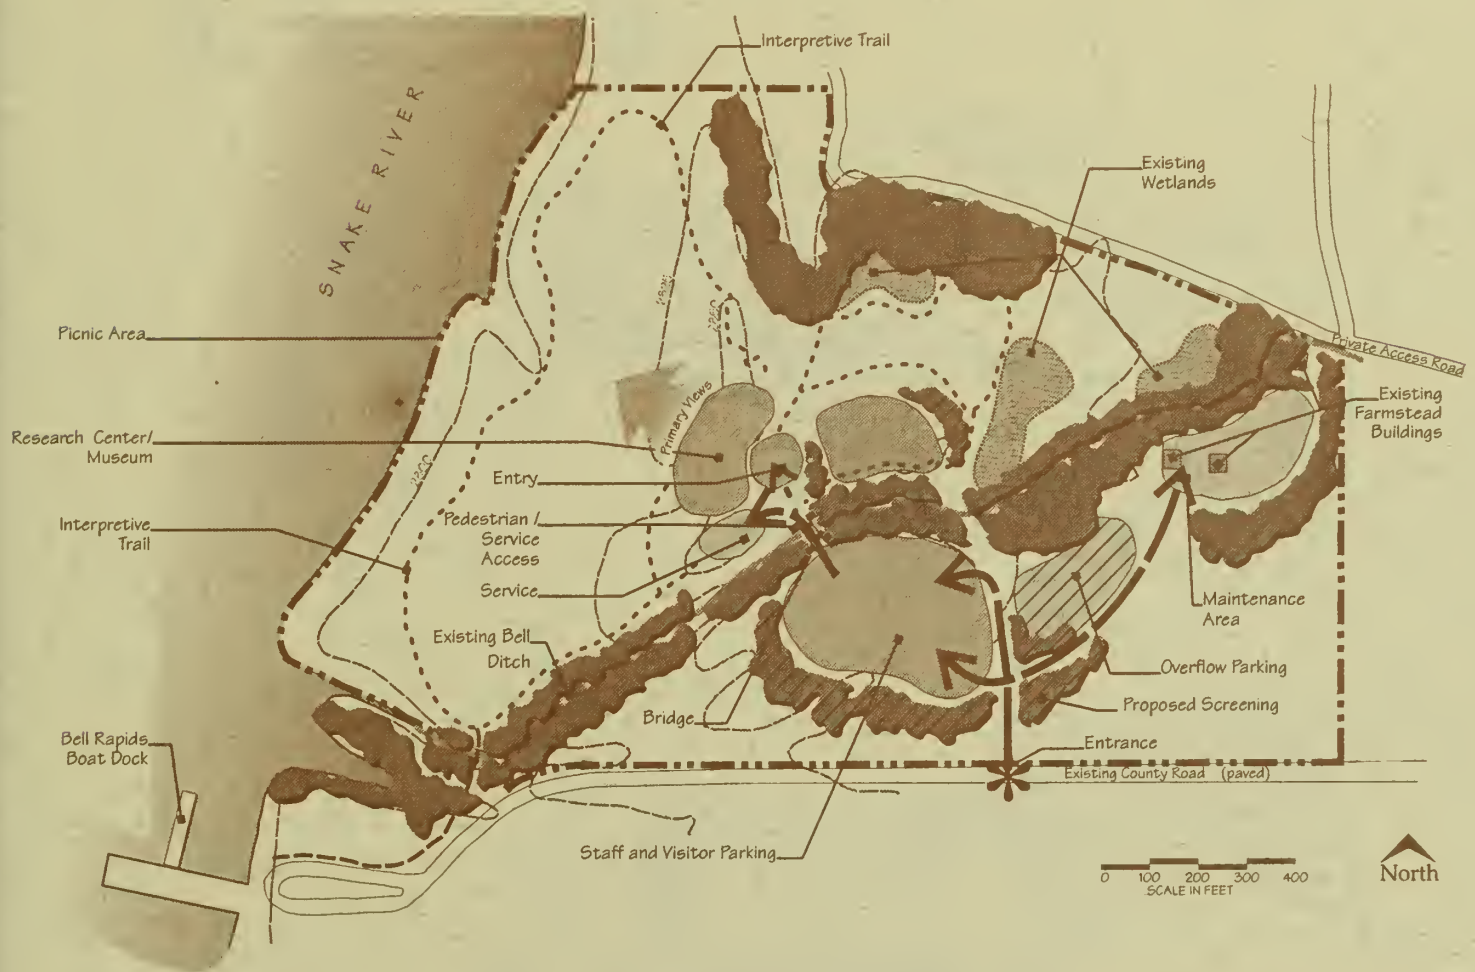 Interpretive Trail
SNAKE RIVER
Existing
Wetlands
Picnic Area
Private Access Road
Primary Views
Existing
Farmstead
Buildings
Research Center/
Museum
Entry
2800
Interpretive
Trail
Pedestrian /
Service
Access
Service
Maintenance
Area
Existing Bell
Ditch
Overflow Parking
Bridge
Proposed Screening
Bell Rapids
Boat Dock
Entrance
Existing County Road (paved)
Staff and Visitor Parking
0 100 200 300 400
SCALE IN FEET
North